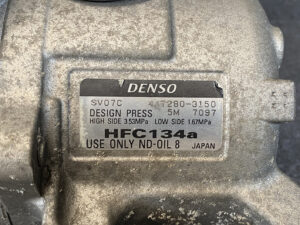 DENSO
SV07C 447280-3150
DESIGN PRESS 5M 7097
HIGH SIDE 3.53MPa LOW SIDE 1.67MPa
HFC134a
USE ONLY ND-OIL 8 JAPAN